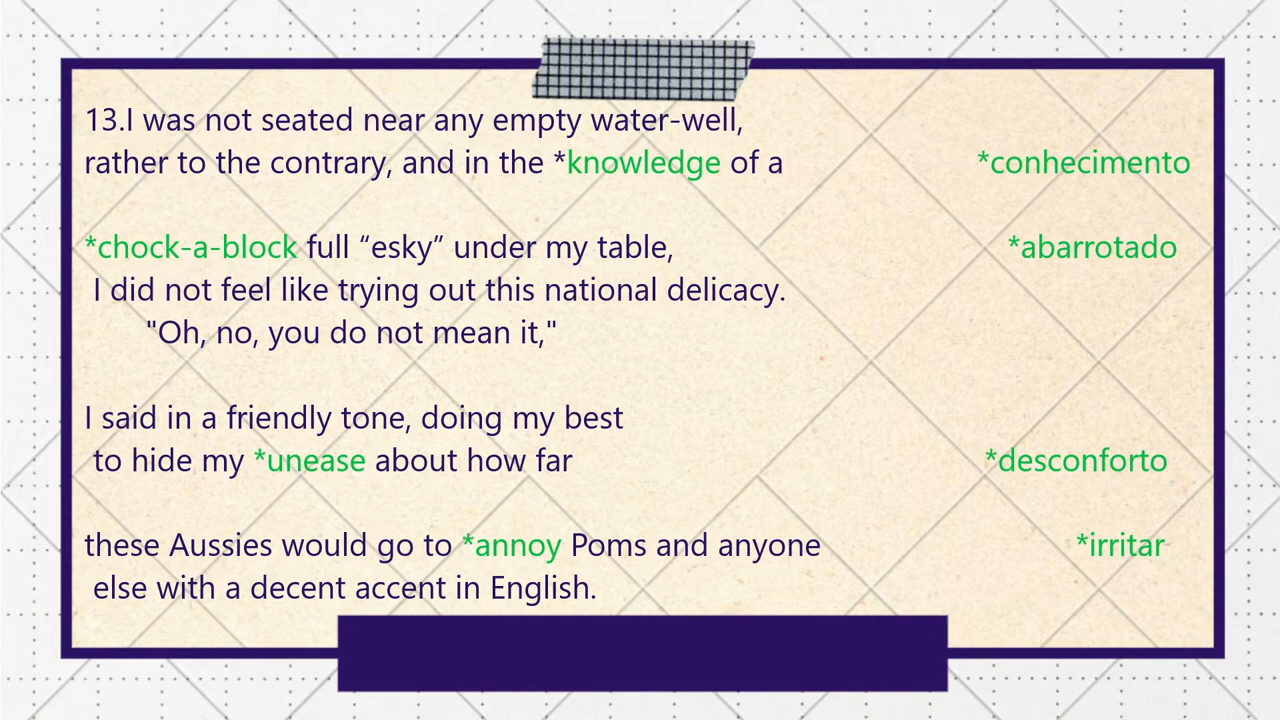 13.I was not seated near any empty water-well,
rather to the contrary, and in the *knowledge of a *conhecimento
*chock-a-block full “esky” under my table, *abarrotado
I did not feel like trying out this national delicacy.
"Oh, no, you do not mean it,"
I said in a friendly tone, doing my best
to hide my *unease about how far *desconforto
these Aussies would go to *annoy Poms and anyone *irritar
else with a decent accent in English.